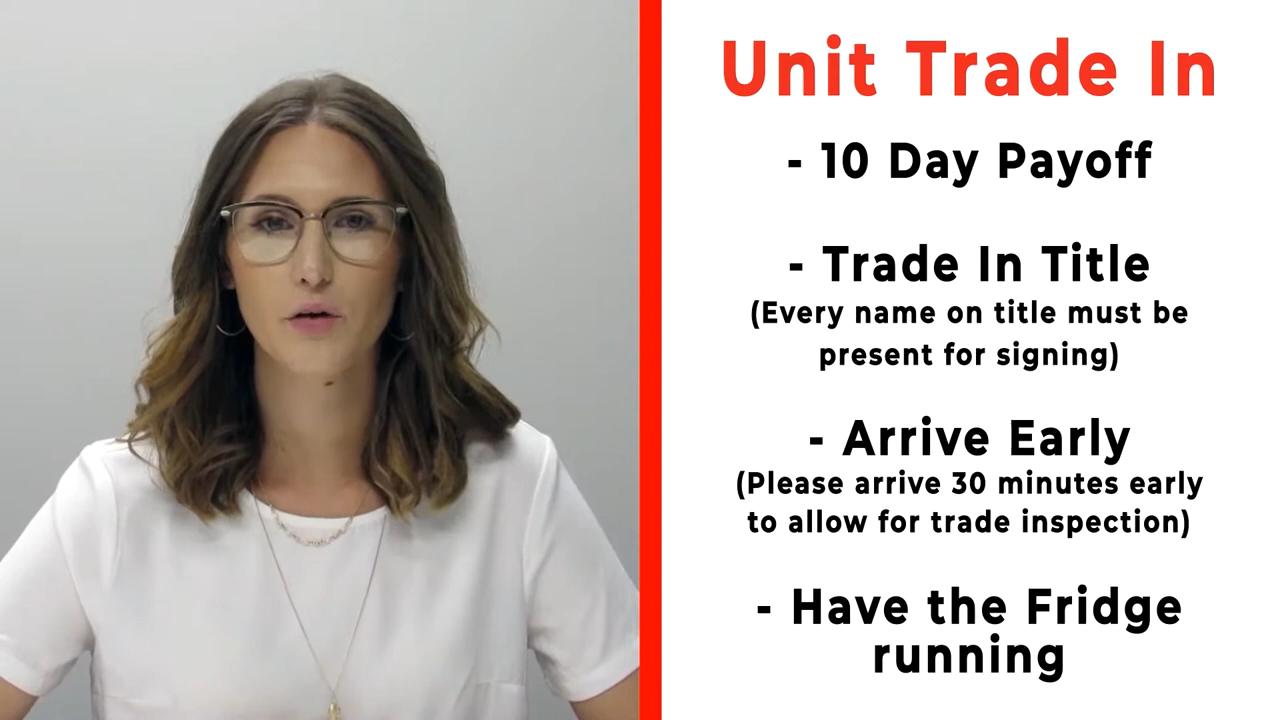 Unit Trade In
- 10 Day Payoff
- Trade In Title
(Every name on title must be
present for signing)
- Arrive Early
(Please arrive 30 minutes early
to allow for trade inspection)
- Have the Fridge
running